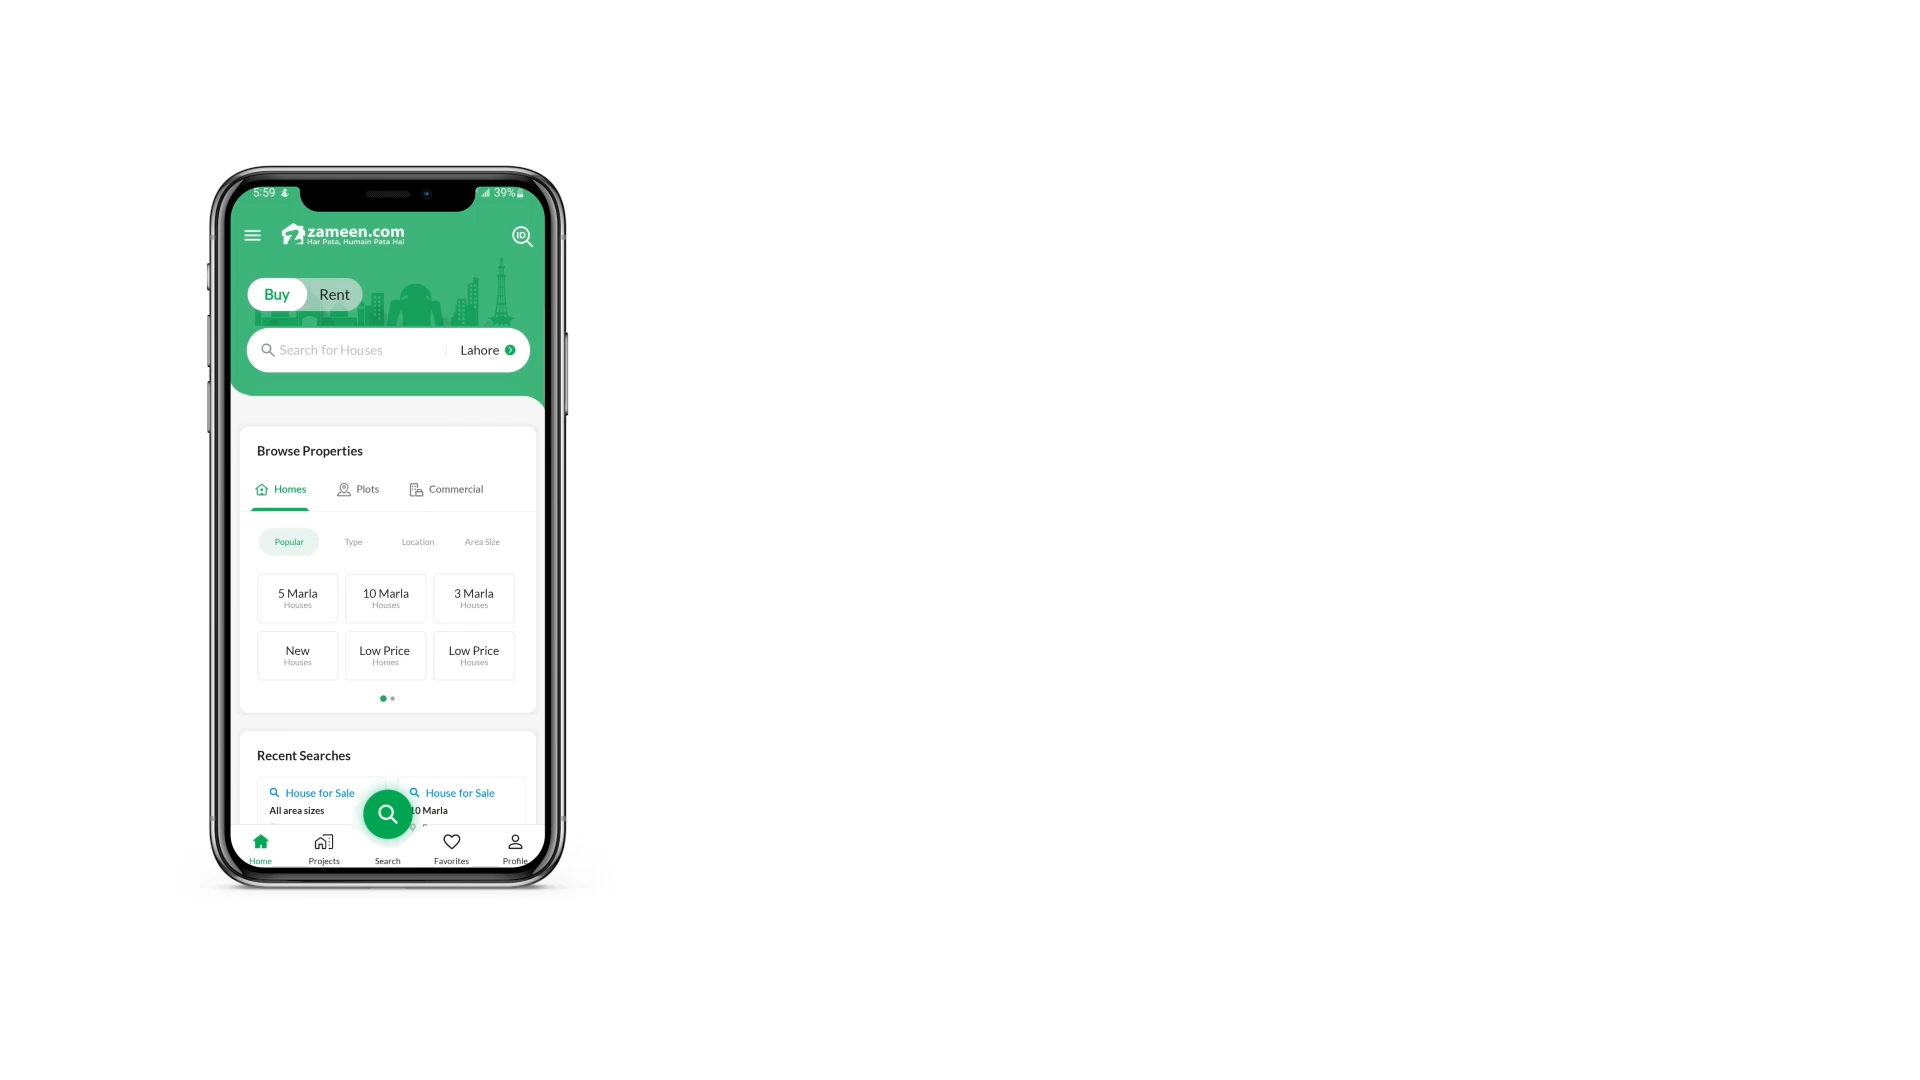 5:59 39%
zameen.com
Har Pata, Humain Pata Hai
ID
Buy Rent
Search for Houses Lahore
Browse Properties
Homes Plots Commercial
Popular Type Location Area Size
5 Marla 10 Marla 3 Marla
Houses Houses Houses
New Low Price Low Price
Houses Homes Houses
Recent Searches
House for Sale House for Sale
All area sizes 10 Marla
Home Projects Search Favorites Profile